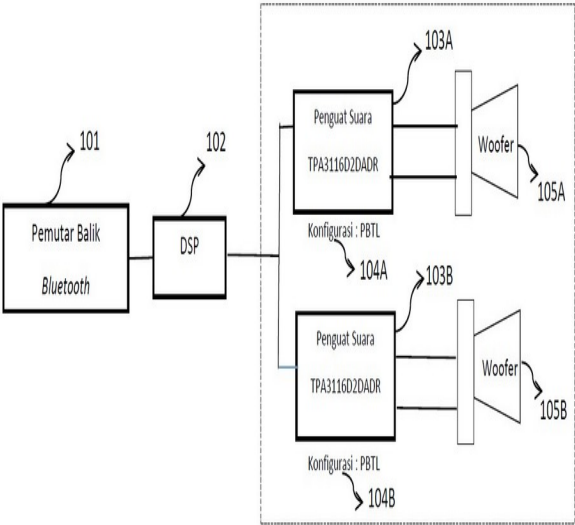 101
Pemutar Balik
Bluetooth
102
DSP
103A
Penguat Suara
TPA3116D2DADR
Konfigurasi : PBTL
104A
Woofer
105A
103B
Penguat Suara
TPA3116D2DADR
Konfigurasi : PBTL
104B
Woofer
105B